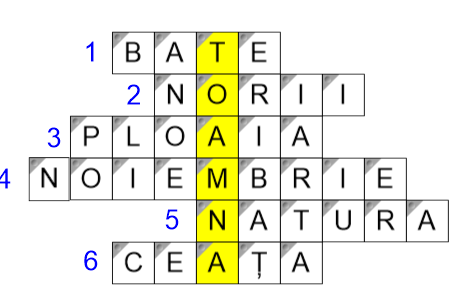 1 BATE
2 NORII
3 PLOAIA
4 NOIEMBRIE
5 NATURA
6 CEAȚA